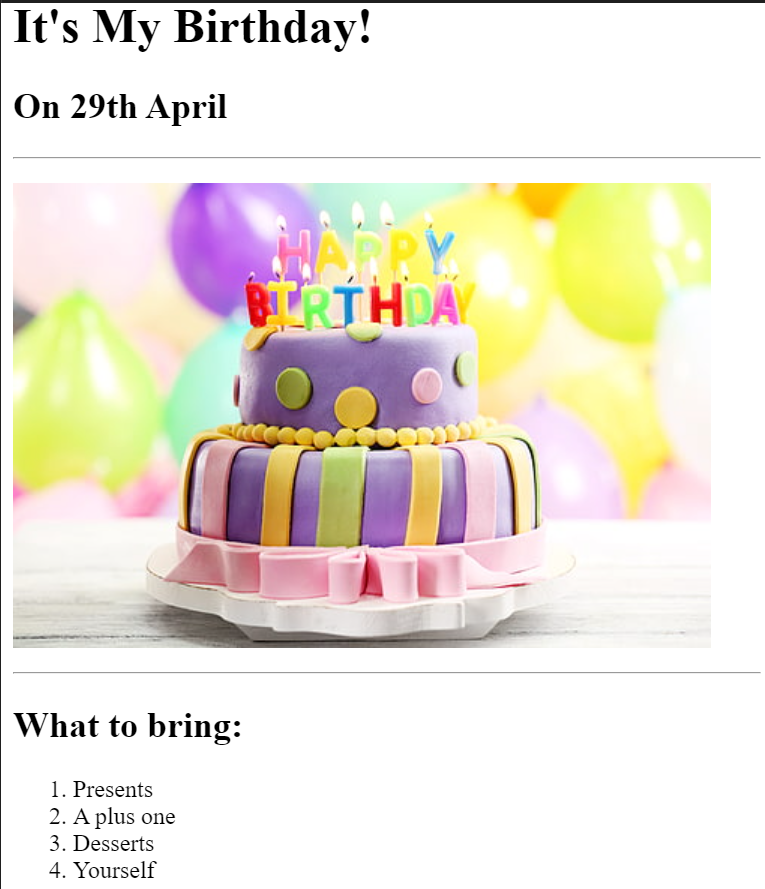 It's My Birthday!
On 29th April
HAPPY
BIRTHDAY
What to bring:
1. Presents
2. A plus one
3. Desserts
4. Yourself